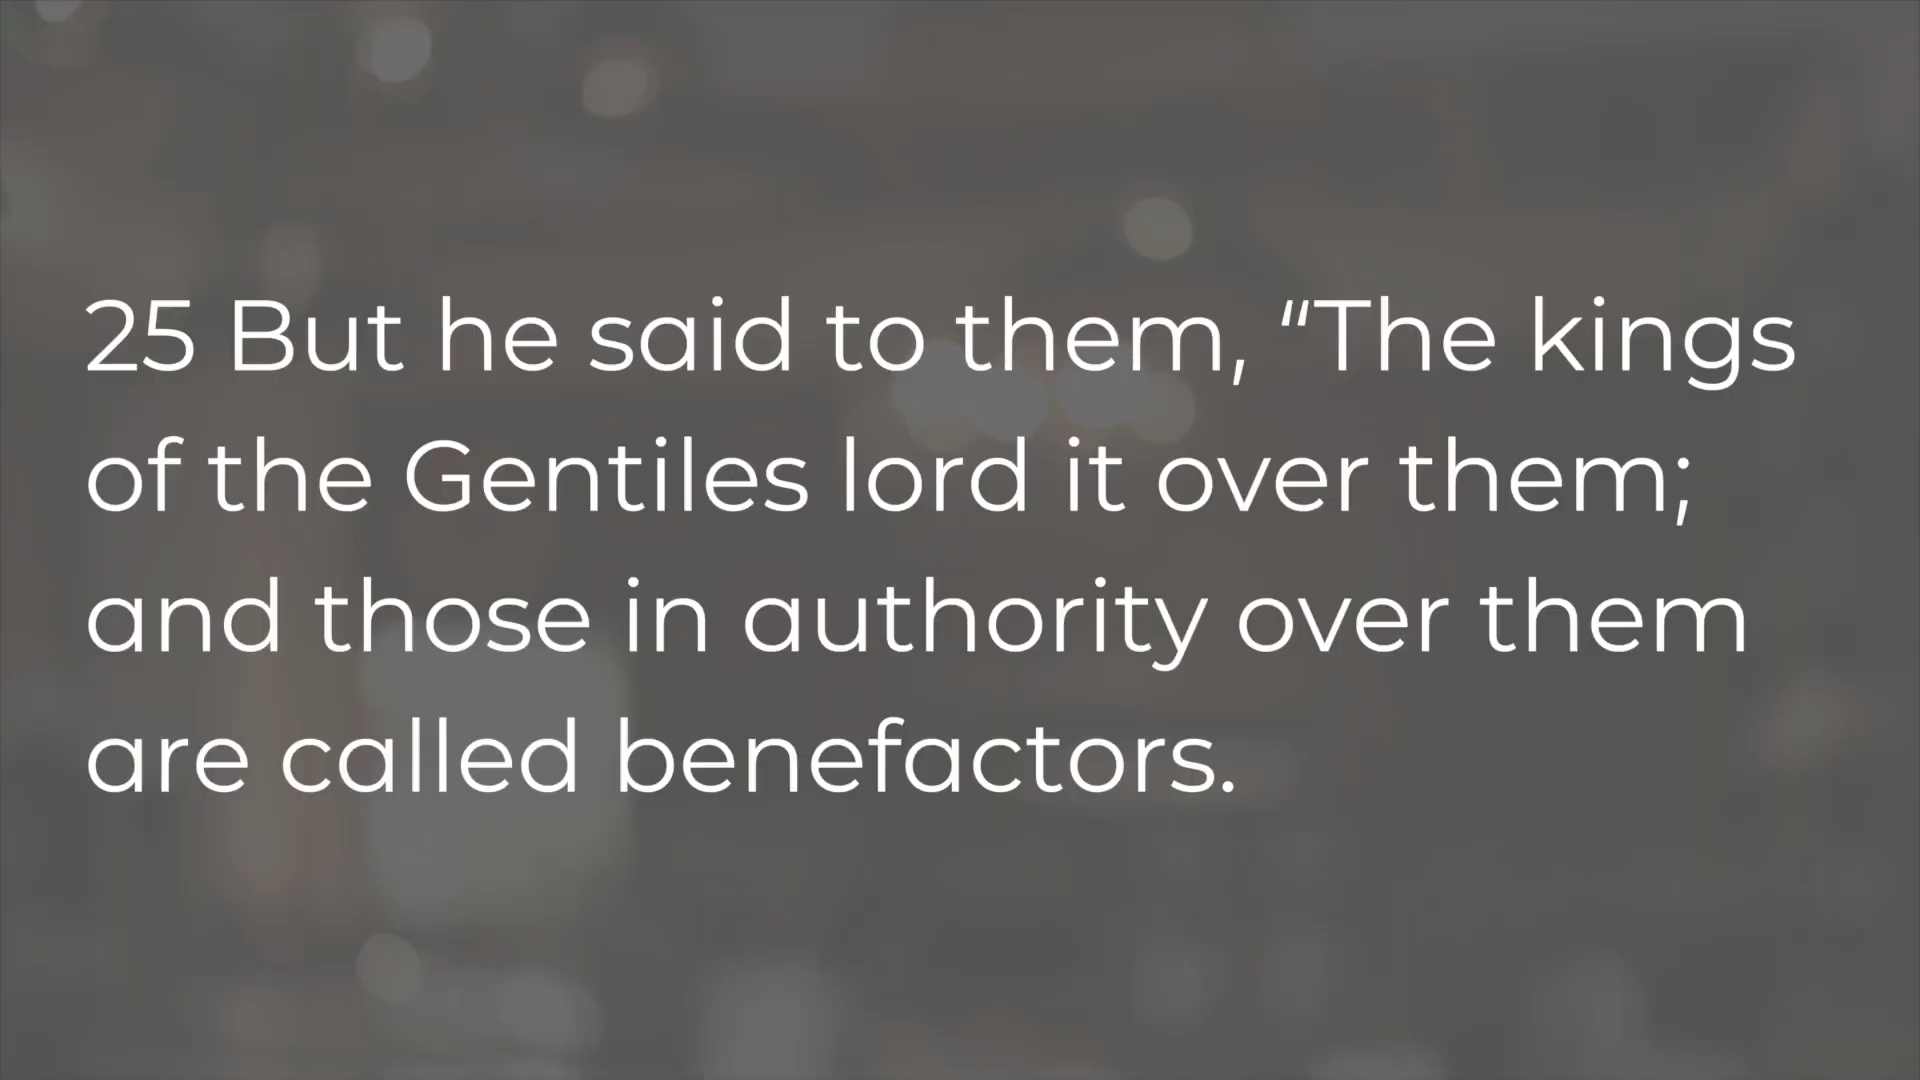 25 But he said to them, “The kings
of the Gentiles lord it over them;
and those in authority over them
are called benefactors.